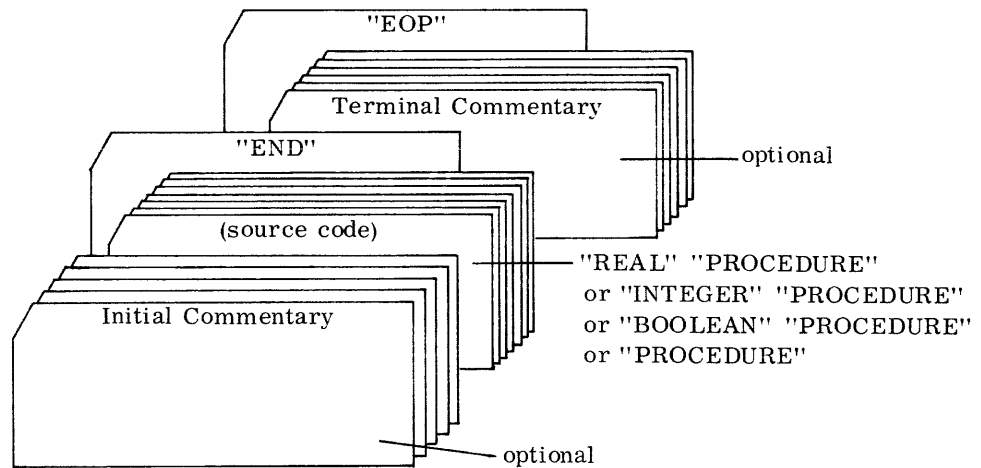 "EOP"
Terminal Commentary
optional
"END"
(source code)
"REAL" "PROCEDURE"
or "INTEGER" "PROCEDURE"
or "BOOLEAN" "PROCEDURE"
or "PROCEDURE"
Initial Commentary
optional